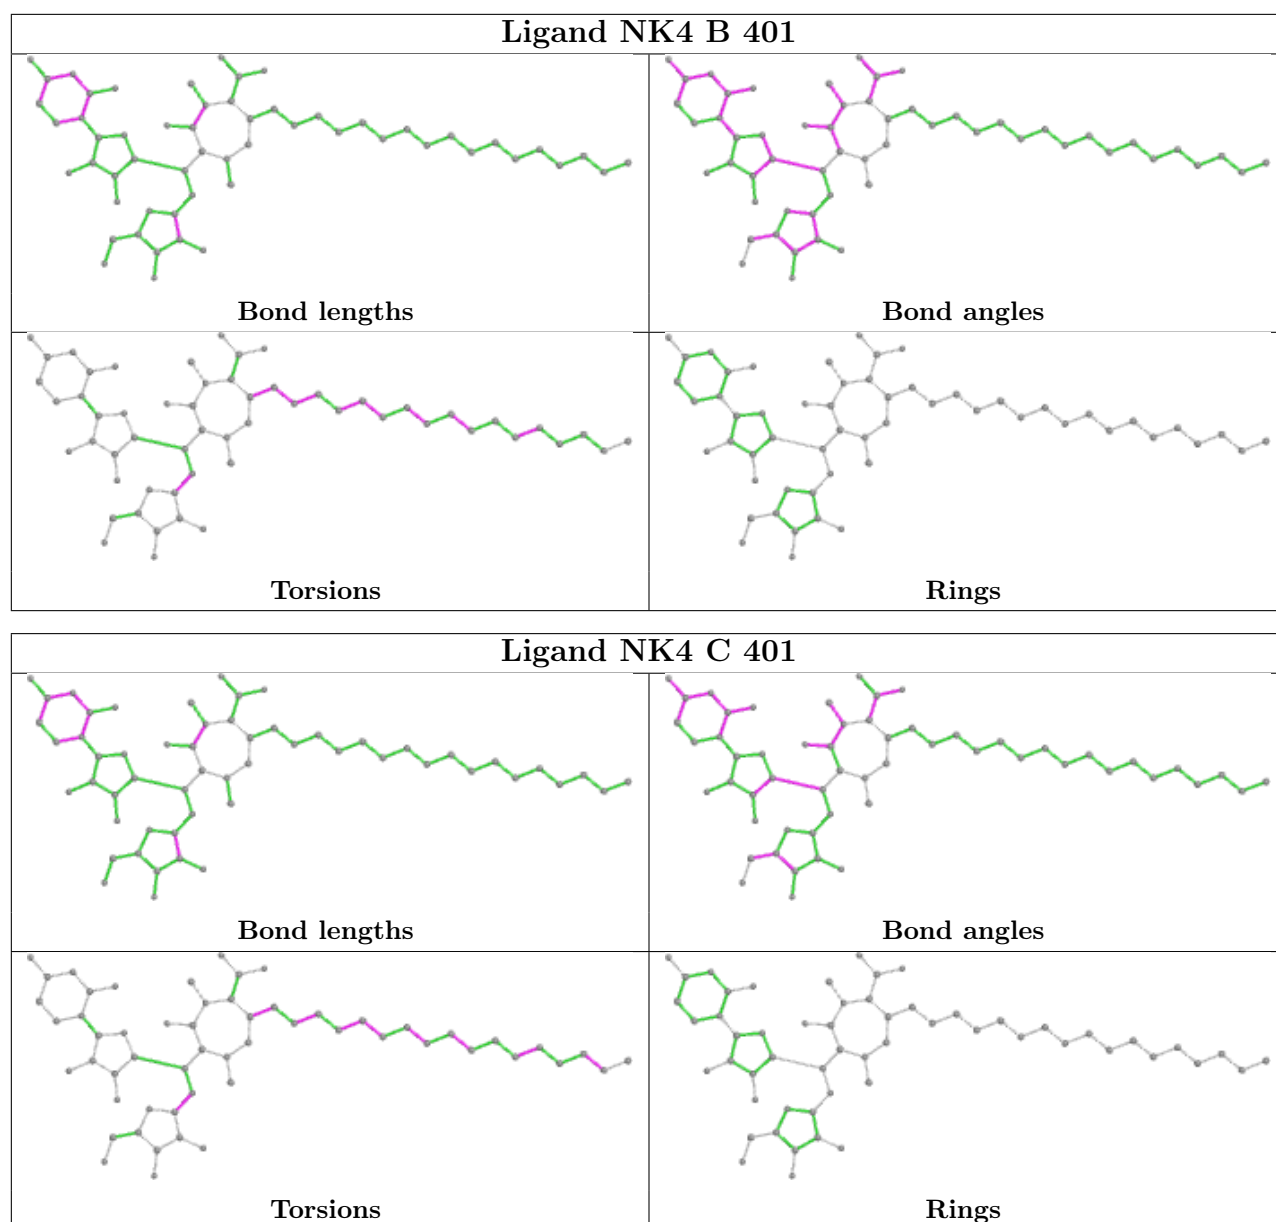 Ligand NK4 B 401
Bond lengths
Bond angles
Torsions
Rings
Ligand NK4 C 401
Bond lengths
Bond angles
Torsions
Rings